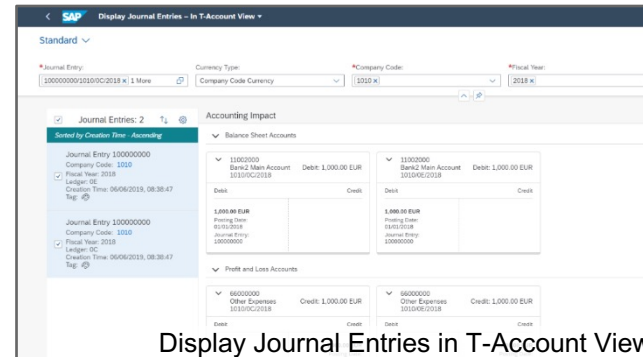 SAP Display Journal Entries – In T-Account View
Standard
*Journal Entry: Currency Type: *Company Code: *Fiscal Year:
100000000/1010/0C/2018 x 1 More Company Code Currency 1010 x 2018 x
Journal Entries: 2
Sorted by Creation Time - Ascending
Journal Entry 100000000
Company Code: 1010
Fiscal Year: 2018
Ledger: 0E
Creation Time: 06/06/2019, 08:38:47
Tag:
Journal Entry 100000000
Company Code: 1010
Fiscal Year: 2018
Ledger: 0C
Creation Time: 06/06/2019, 08:38:47
Tag:
Accounting Impact
Balance Sheet Accounts
11002000
Bank2 Main Account Debit: 1,000.00 EUR
1010/0C/2018
Debit Credit
1,000.00 EUR
Posting Date:
01/01/2018
Journal Entry:
100000000
11002000
Bank2 Main Account Debit: 1,000.00 EUR
1010/0E/2018
Debit Credit
1,000.00 EUR
Posting Date:
01/01/2018
Journal Entry:
100000000
Profit and Loss Accounts
66000000
Other Expenses Credit: 1,000.00 EUR
1010/0C/2018
Debit Credit
66000000
Other Expenses Credit: 1,000.00 EUR
1010/0E/2018
Debit Credit
Display Journal Entries in T-Account View